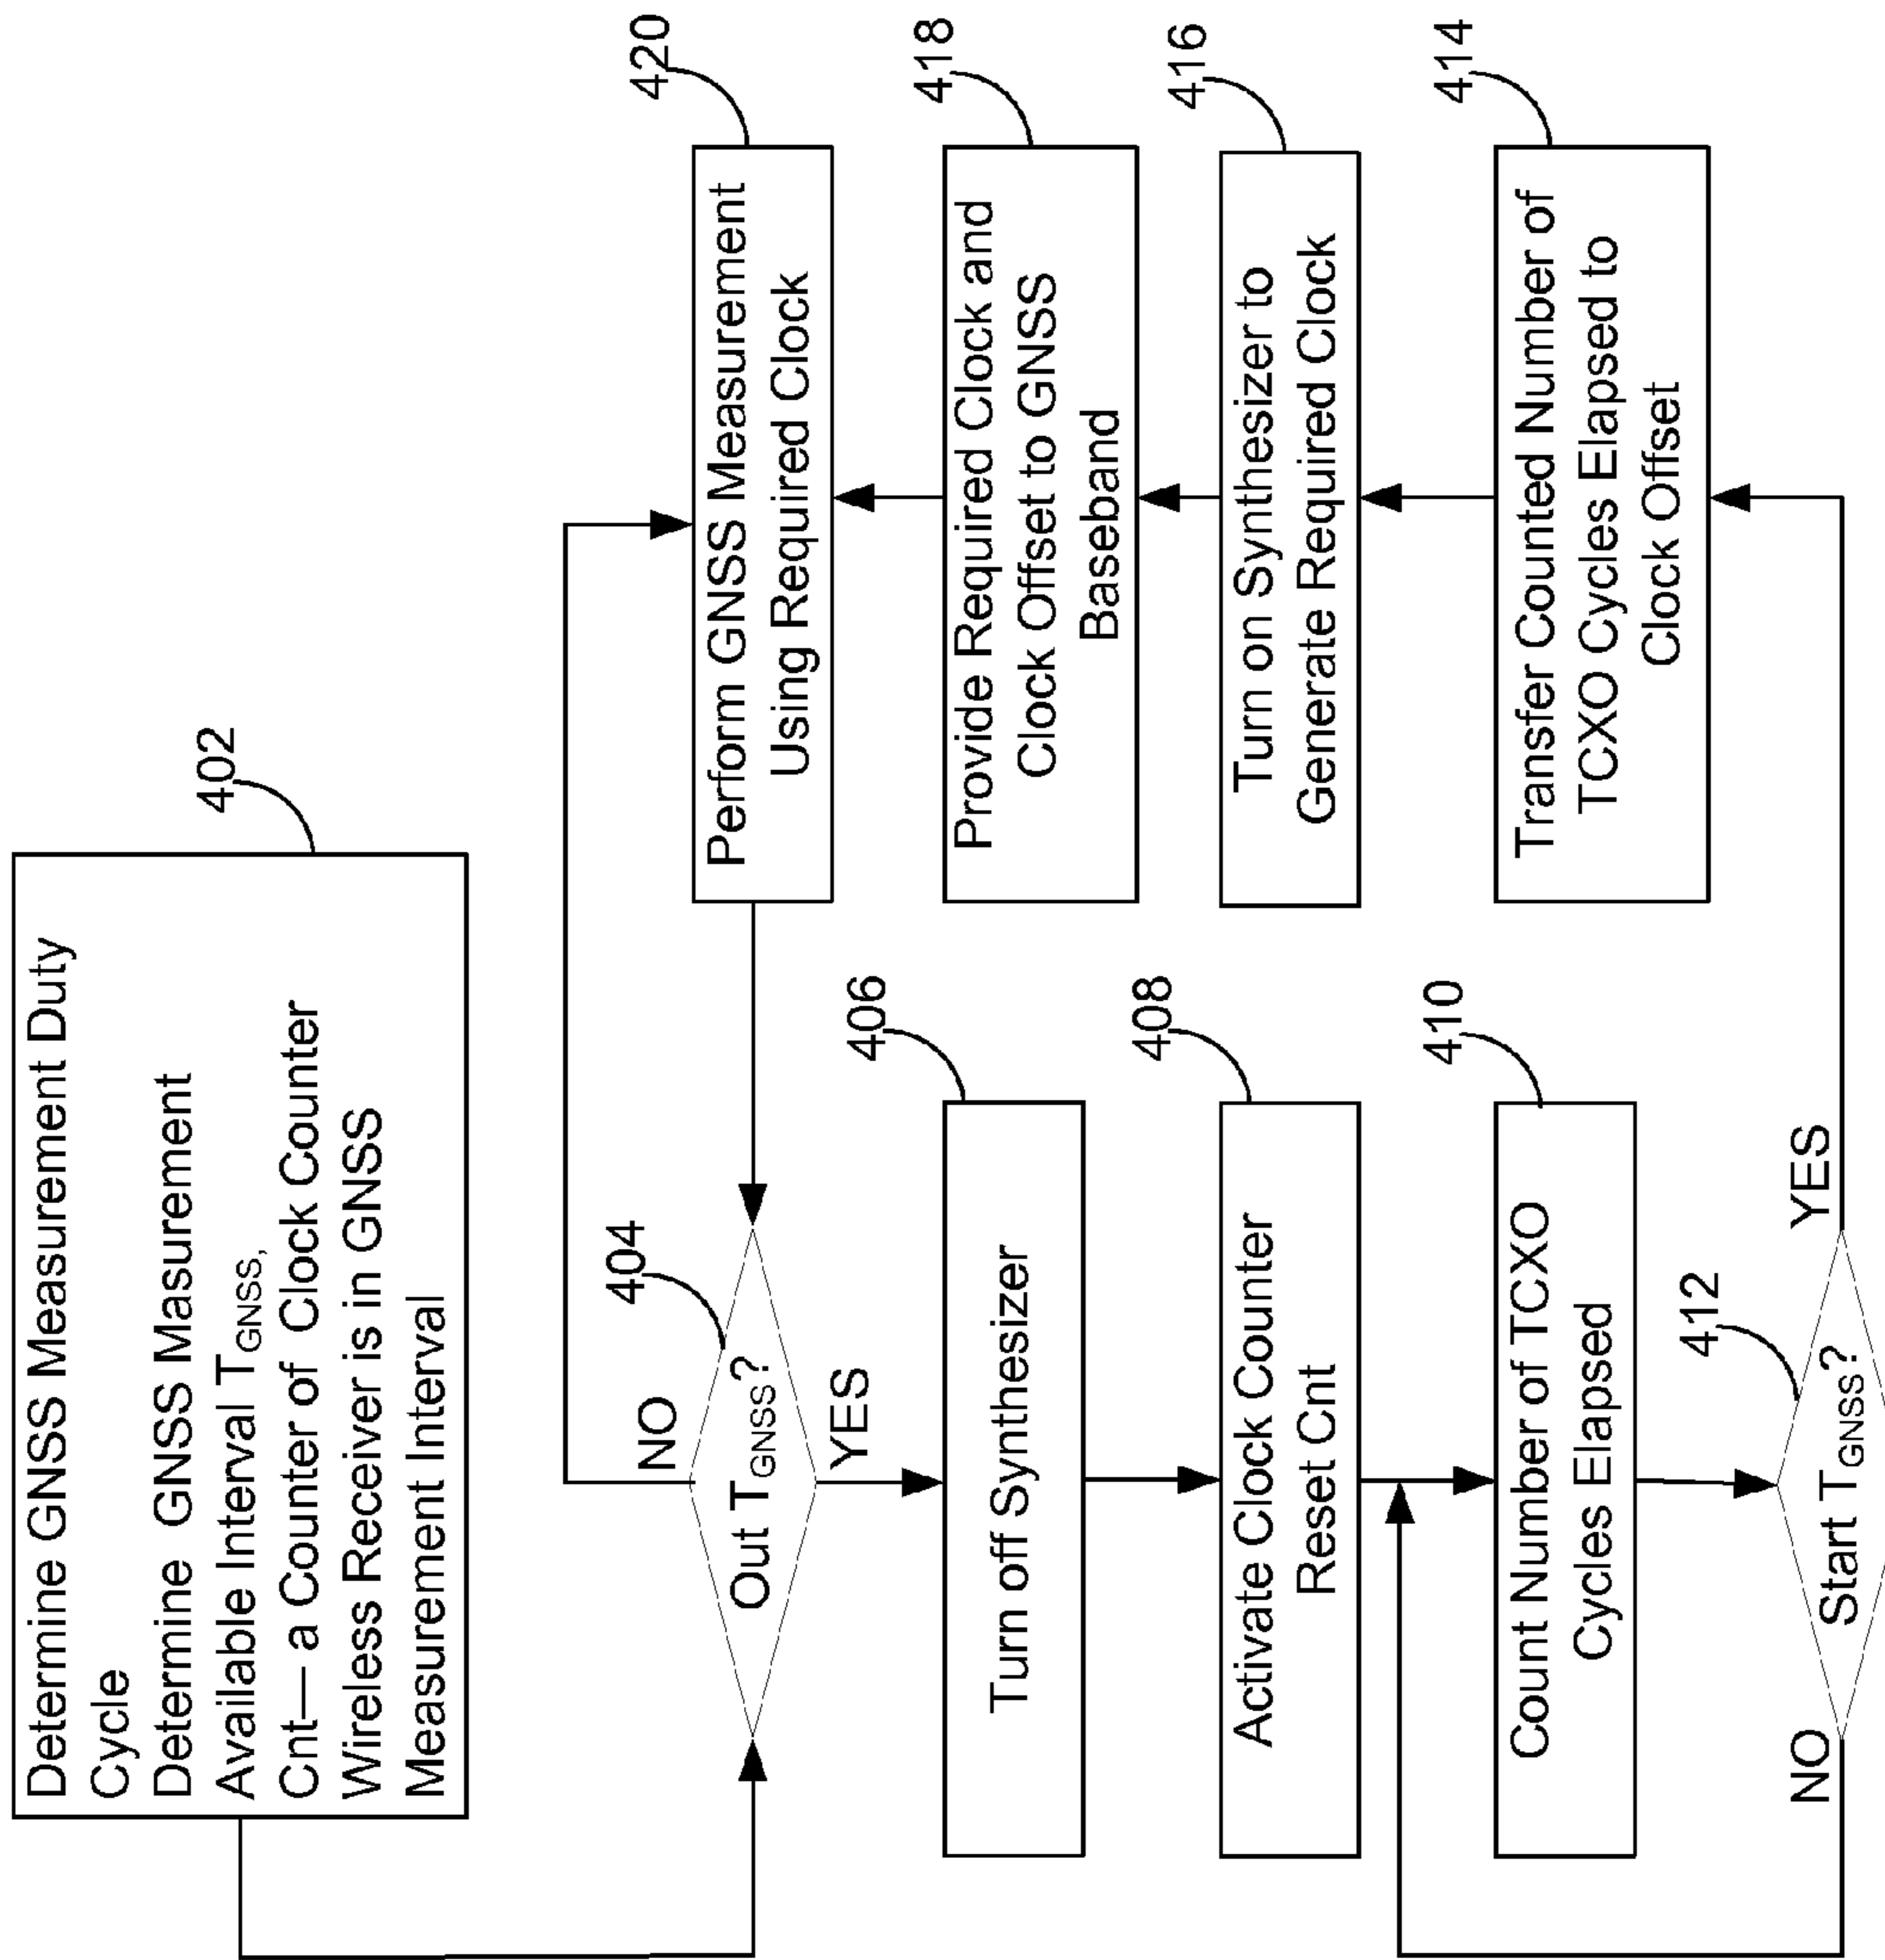 402
Determine GNSS Measurement Duty
Cycle
Determine GNSS Masurement
Available Interval TGNSS,
Cnt— a Counter of Clock Counter
Wireless Receiver is in GNSS
Measurement Interval
404
Out TGNSS?
NO
YES
406
Turn off Synthesizer
408
Activate Clock Counter
Reset Cnt
410
Count Number of TCXO
Cycles Elapsed
412
Start TGNSS?
NO
YES
414
Transfer Counted Number of
TCXO Cycles Elapsed to
Clock Offset
416
Turn on Synthesizer to
Generate Required Clock
418
Provide Required Clock and
Clock Offset to GNSS
Baseband
420
Perform GNSS Measurement
Using Required Clock